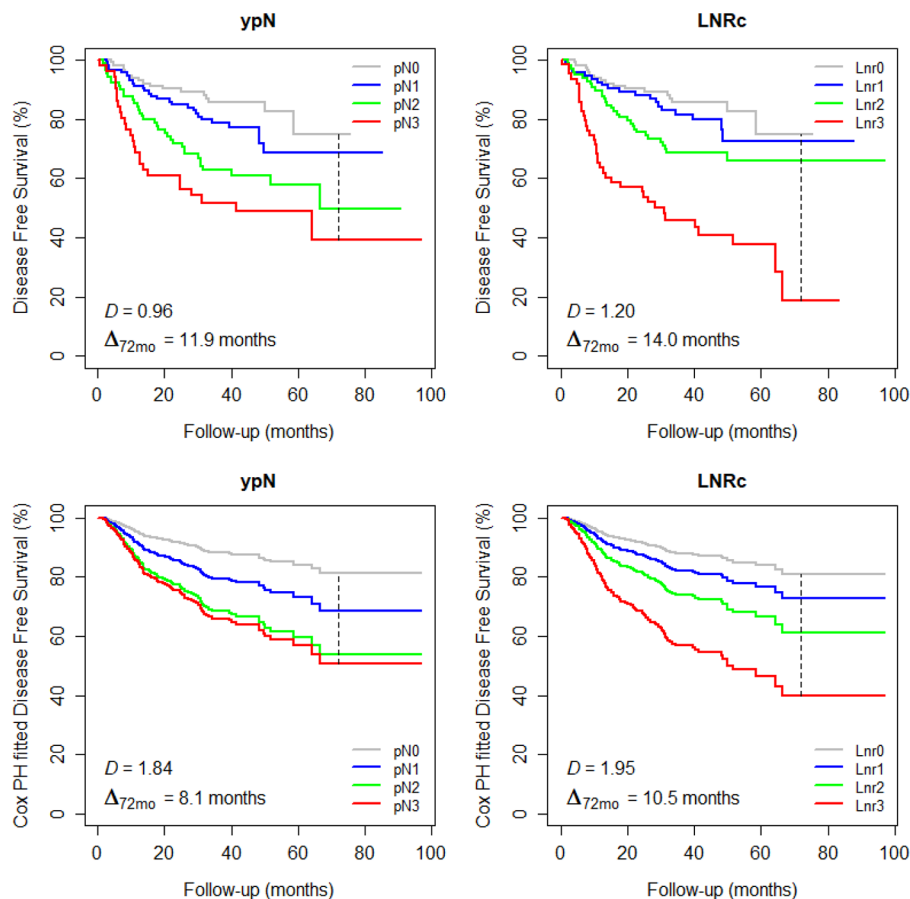 ypN
Disease Free Survival (%)
100
80
60
40
20
0
pN0
pN1
pN2
pN3
D = 0.96
Δ72mo = 11.9 months
0 20 40 60 80 100
Follow-up (months)
LNRc
Disease Free Survival (%)
100
80
60
40
20
0
Lnr0
Lnr1
Lnr2
Lnr3
D = 1.20
Δ72mo = 14.0 months
0 20 40 60 80 100
Follow-up (months)
ypN
Cox PH fitted Disease Free Survival (%)
100
80
60
40
20
0
pN0
pN1
pN2
pN3
D = 1.84
Δ72mo = 8.1 months
0 20 40 60 80 100
Follow-up (months)
LNRc
Cox PH fitted Disease Free Survival (%)
100
80
60
40
20
0
Lnr0
Lnr1
Lnr2
Lnr3
D = 1.95
Δ72mo = 10.5 months
0 20 40 60 80 100
Follow-up (months)